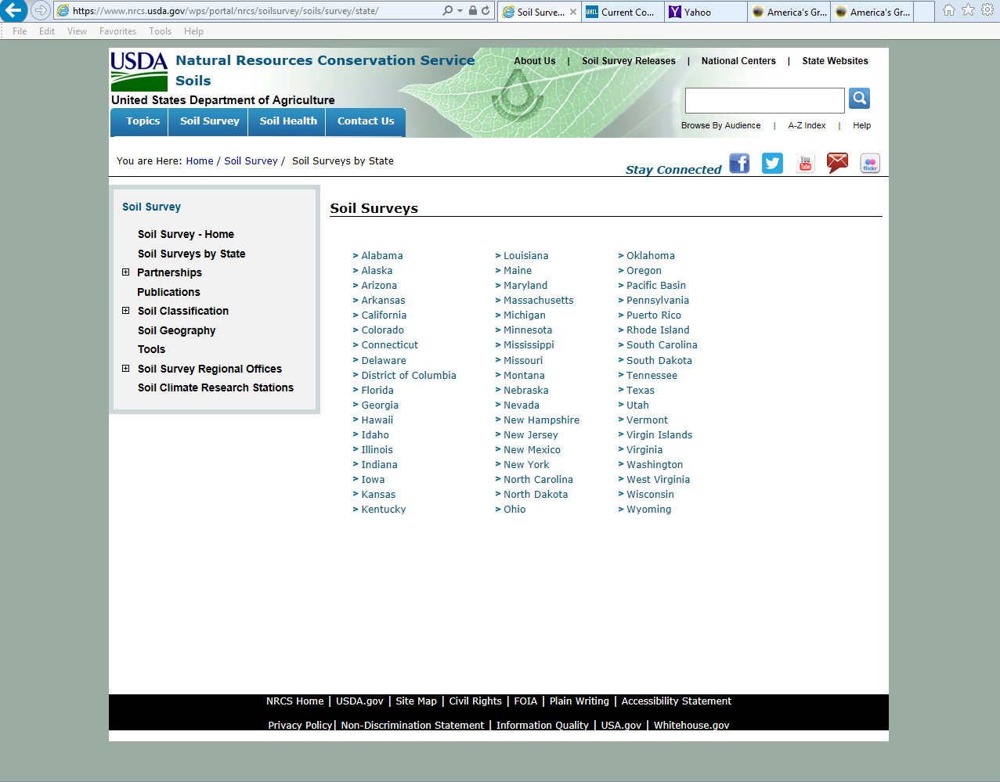 https://www.nrcs.usda.gov/wps/portal/nrcs/soilsurvey/soils/survey/state/
Soil Surve...
UHCL Current Co...
Yahoo
America's Gr...
America's Gr...
File Edit View Favorites Tools Help
USDA Natural Resources Conservation Service
Soils
United States Department of Agriculture
About Us | Soil Survey Releases | National Centers | State Websites
Browse By Audience | A-Z Index | Help
Topics Soil Survey Soil Health Contact Us
You are Here: Home / Soil Survey / Soil Surveys by State
Stay Connected
You Tube
flickr
Soil Survey
Soil Survey - Home
Soil Surveys by State
Partnerships
Publications
Soil Classification
Soil Geography
Tools
Soil Survey Regional Offices
Soil Climate Research Stations
Soil Surveys
> Alabama
> Alaska
> Arizona
> Arkansas
> California
> Colorado
> Connecticut
> Delaware
> District of Columbia
> Florida
> Georgia
> Hawaii
> Idaho
> Illinois
> Indiana
> Iowa
> Kansas
> Kentucky
> Louisiana
> Maine
> Maryland
> Massachusetts
> Michigan
> Minnesota
> Mississippi
> Missouri
> Montana
> Nebraska
> Nevada
> New Hampshire
> New Jersey
> New Mexico
> New York
> North Carolina
> North Dakota
> Ohio
> Oklahoma
> Oregon
> Pacific Basin
> Pennsylvania
> Puerto Rico
> Rhode Island
> South Carolina
> South Dakota
> Tennessee
> Texas
> Utah
> Vermont
> Virgin Islands
> Virginia
> Washington
> West Virginia
> Wisconsin
> Wyoming
NRCS Home | USDA.gov | Site Map | Civil Rights | FOIA | Plain Writing | Accessibility Statement
Privacy Policy| Non-Discrimination Statement | Information Quality | USA.gov | Whitehouse.gov